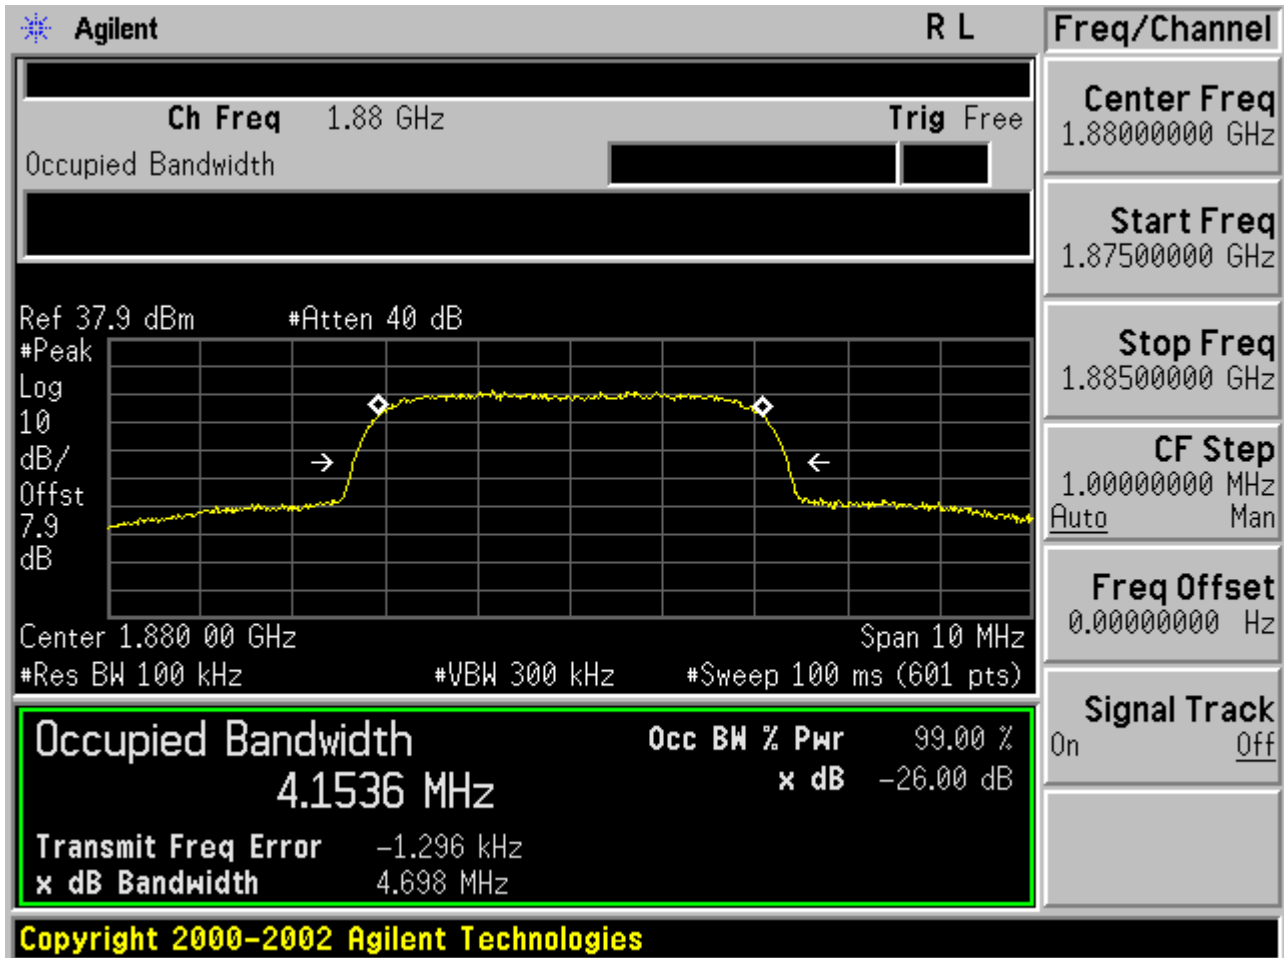 Agilent R L Freq/Channel
Ch Freq 1.88 GHz Trig Free
Occupied Bandwidth
Center Freq
1.88000000 GHz
Start Freq
1.87500000 GHz
Stop Freq
1.88500000 GHz
CF Step
1.00000000 MHz
Auto Man
Freq Offset
0.00000000 Hz
Signal Track
On Off
Ref 37.9 dBm #Atten 40 dB
#Peak
Log
10
dB/
Offst
7.9
dB
Center 1.880 00 GHz Span 10 MHz
#Res BW 100 kHz #VBW 300 kHz #Sweep 100 ms (601 pts)
Occupied Bandwidth Occ BW % Pwr 99.00 %
4.1536 MHz x dB -26.00 dB
Transmit Freq Error -1.296 kHz
x dB Bandwidth 4.698 MHz
Copyright 2000-2002 Agilent Technologies